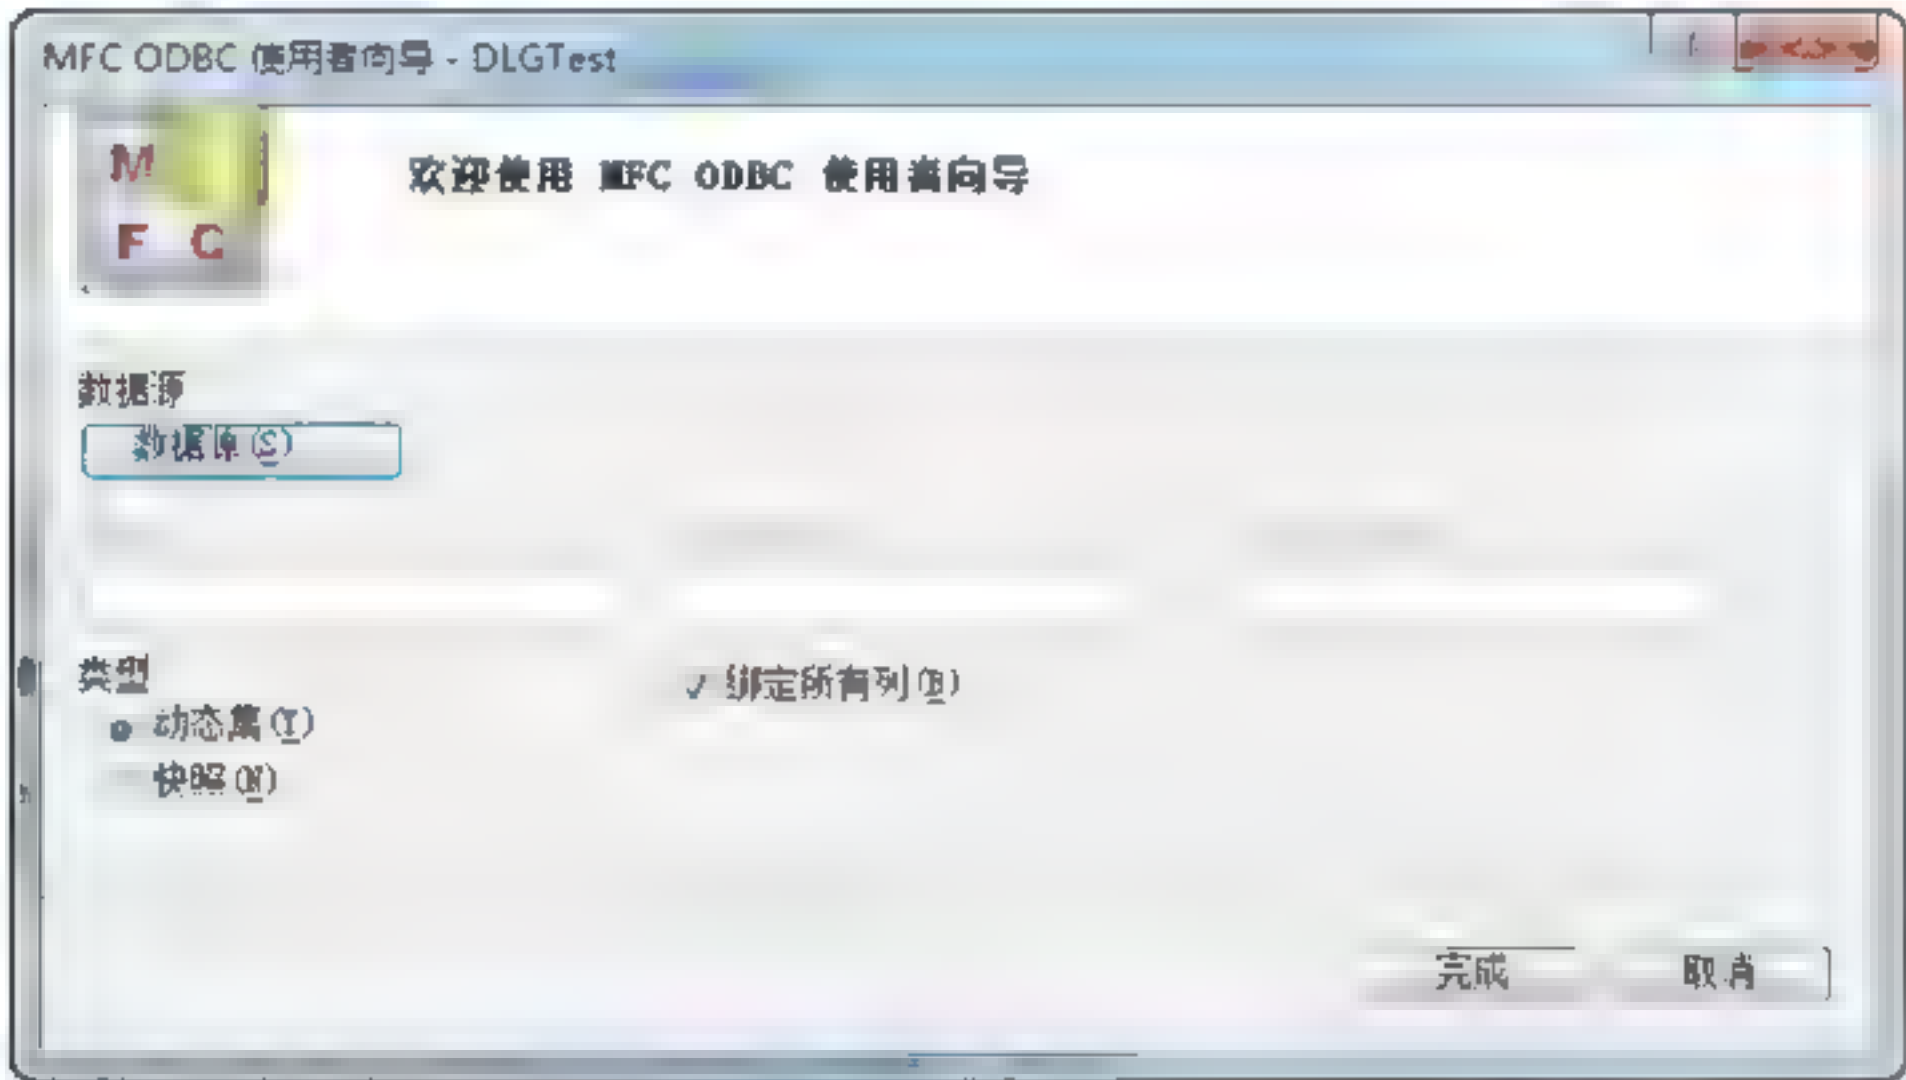 MFC ODBC 使用者向导 - DLGTest
M
F C
欢迎使用 MFC ODBC 使用者向导
数据源
数据源(S)
类型
绑定所有列(B)
动态集(T)
快照(N)
完成
取消